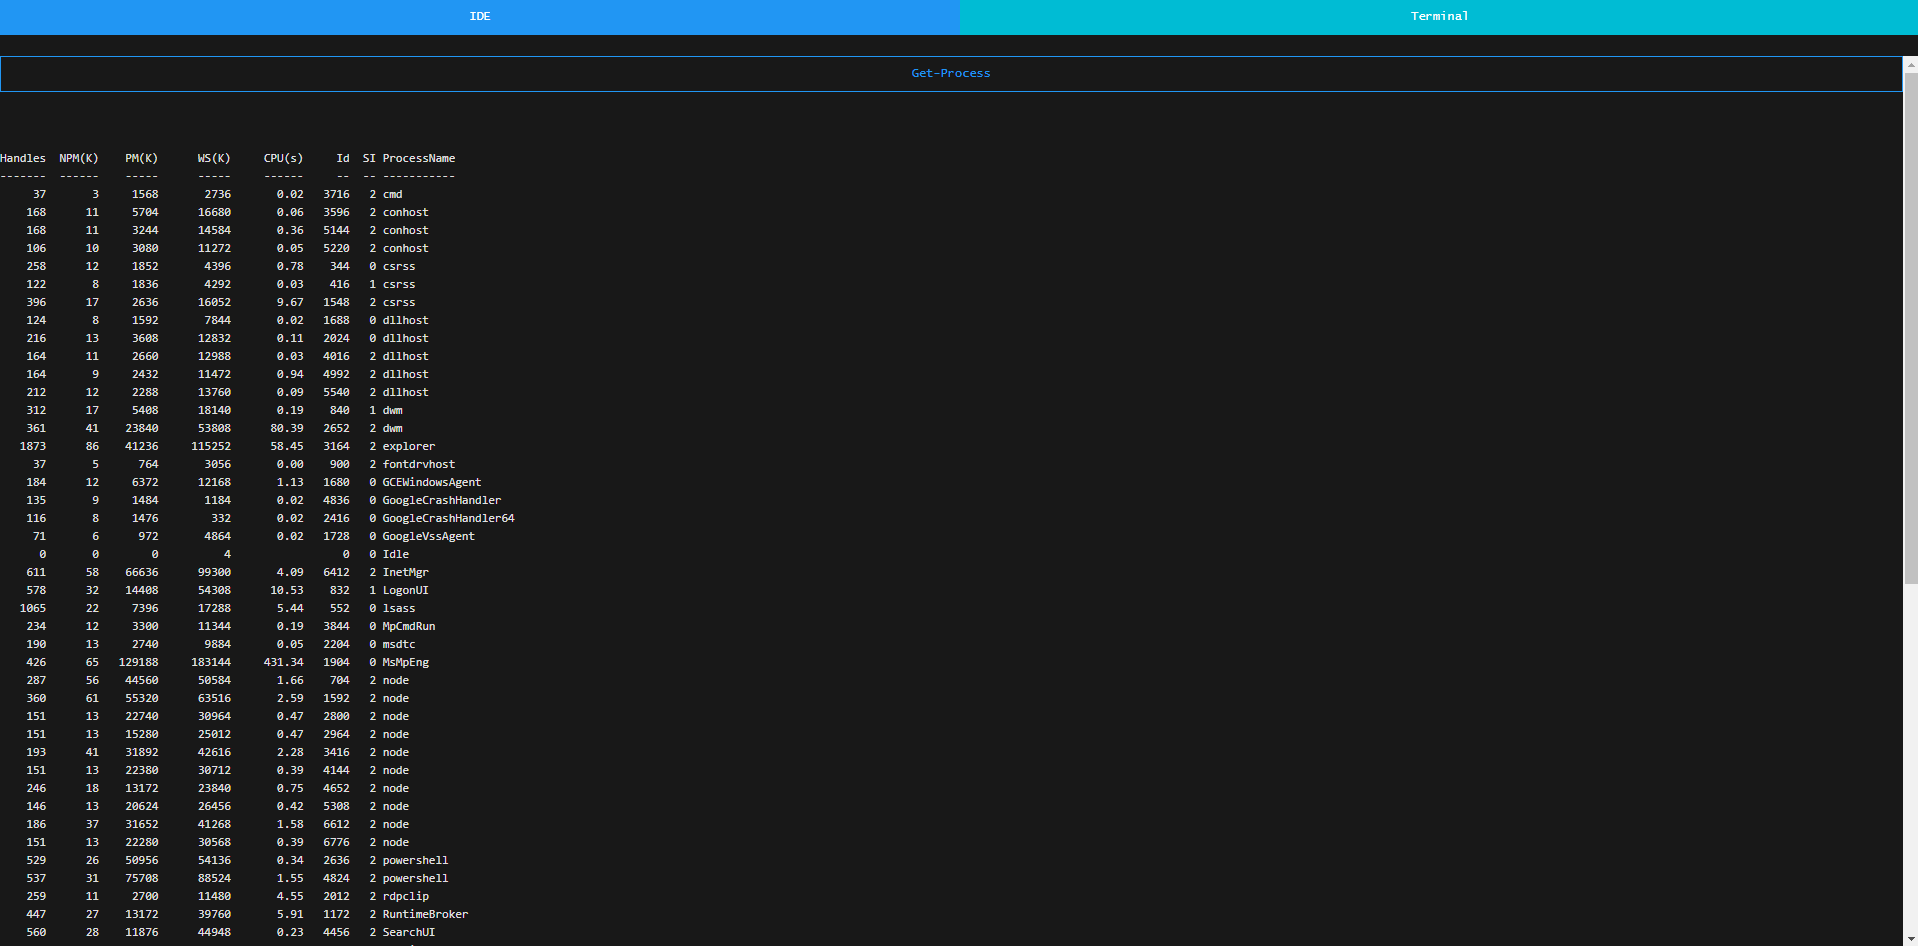 IDE Terminal
Get-Process
Handles NPM(K) PM(K) WS(K) CPU(s) Id SI ProcessName
------- ------ ----- ----- ------ -- -- -----------
37 3 1568 2736 0.02 3716 2 cmd
168 11 5704 16680 0.06 3596 2 conhost
168 11 3244 14584 0.36 5144 2 conhost
106 10 3080 11272 0.05 5220 2 conhost
258 12 1852 4396 0.78 344 0 csrss
122 8 1836 4292 0.03 416 1 csrss
396 17 2636 16052 9.67 1548 2 csrss
124 8 1592 7844 0.02 1688 0 dllhost
216 13 3608 12832 0.11 2024 0 dllhost
164 11 2660 12988 0.03 4016 2 dllhost
164 9 2432 11472 0.94 4992 2 dllhost
212 12 2288 13760 0.09 5540 2 dllhost
312 17 5408 18140 0.19 840 1 dwm
361 41 23840 53808 80.39 2652 2 dwm
1873 86 41236 115252 58.45 3164 2 explorer
37 5 764 3056 0.00 900 2 fontdrvhost
184 12 6372 12168 1.13 1680 0 GCEWindowsAgent
135 9 1484 1184 0.02 4836 0 GoogleCrashHandler
116 8 1476 332 0.02 2416 0 GoogleCrashHandler64
71 6 972 4864 0.02 1728 0 GoogleVssAgent
0 0 0 4 0 0 Idle
611 58 66636 99300 4.09 6412 2 InetMgr
578 32 14408 54308 10.53 832 1 LogonUI
1065 22 7396 17288 5.44 552 0 lsass
234 12 3300 11344 0.19 3844 0 MpCmdRun
190 13 2740 9884 0.05 2204 0 msdtc
426 65 129188 183144 431.34 1904 0 MsMpEng
287 56 44560 50584 1.66 704 2 node
360 61 55320 63516 2.59 1592 2 node
151 13 22740 30964 0.47 2800 2 node
151 13 15280 25012 0.47 2964 2 node
193 41 31892 42616 2.28 3416 2 node
151 13 22380 30712 0.39 4144 2 node
246 18 13172 23840 0.75 4652 2 node
146 13 20624 26456 0.42 5308 2 node
186 37 31652 41268 1.58 6612 2 node
151 13 22280 30568 0.39 6776 2 node
529 26 50956 54136 0.34 2636 2 powershell
537 31 75708 88524 1.55 4824 2 powershell
259 11 2700 11480 4.55 2012 2 rdpclip
447 27 13172 39760 5.91 1172 2 RuntimeBroker
560 28 11876 44948 0.23 4456 2 SearchUI